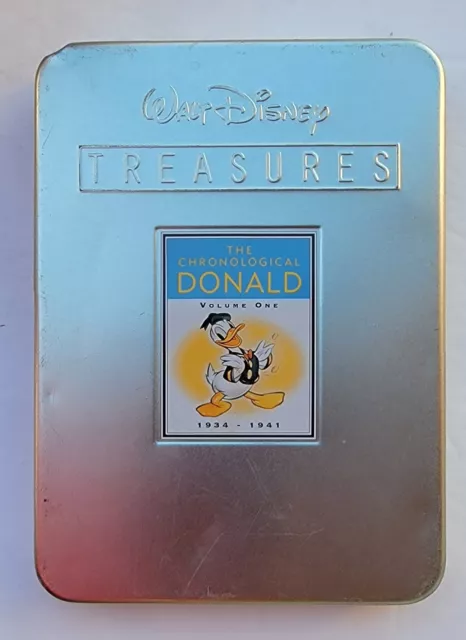 WALT DISNEY
TREASURES
THE
CHRONOLOGICAL
DONALD
VOLUME ONE
1934 - 1941